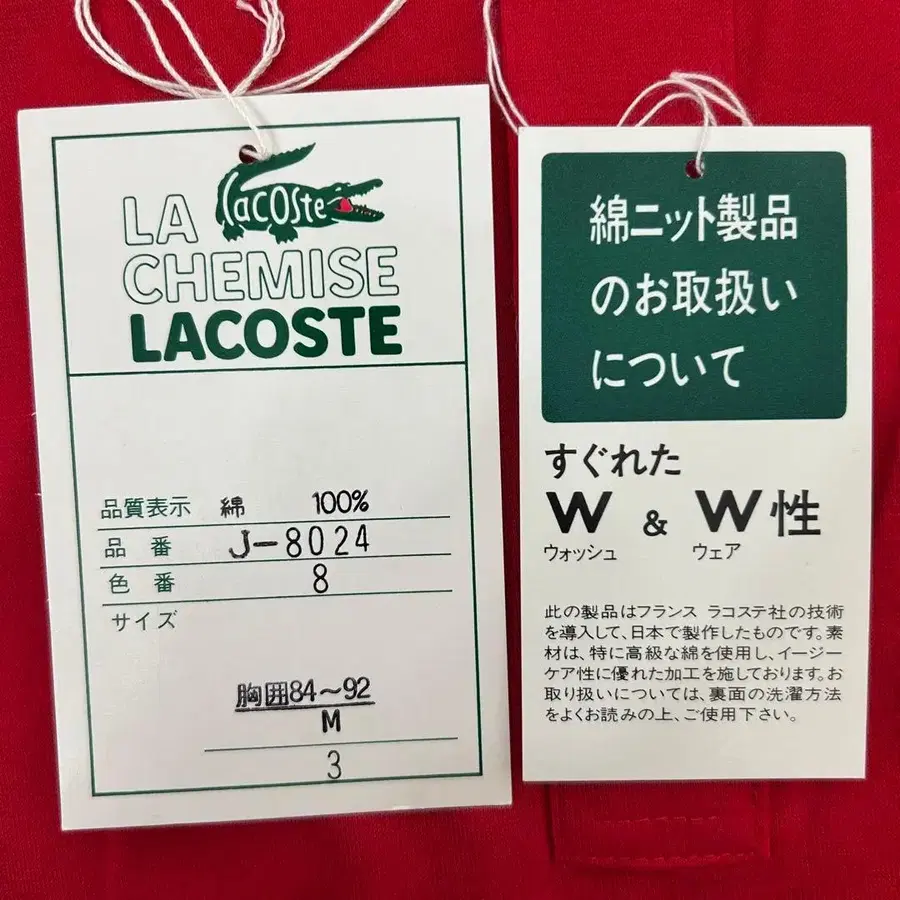 Lacoste
LA
CHEMISE
LACOSTE
品質表示 綿 100%
品番 J-8024
色番 8
サイズ
胸囲84〜92
M
3
綿ニット製品
のお取扱い
について
すぐれた
W & W性
ウォッシュ ウェア
此の製品はフランス ラコステ社の技術
を導入して、日本で製作したものです。素
材は、特に高級な綿を使用し、イージー
ケア性に優れた加工を施しております。お
取り扱いについては、裏面の洗濯方法
をよくお読みの上、ご使用下さい。